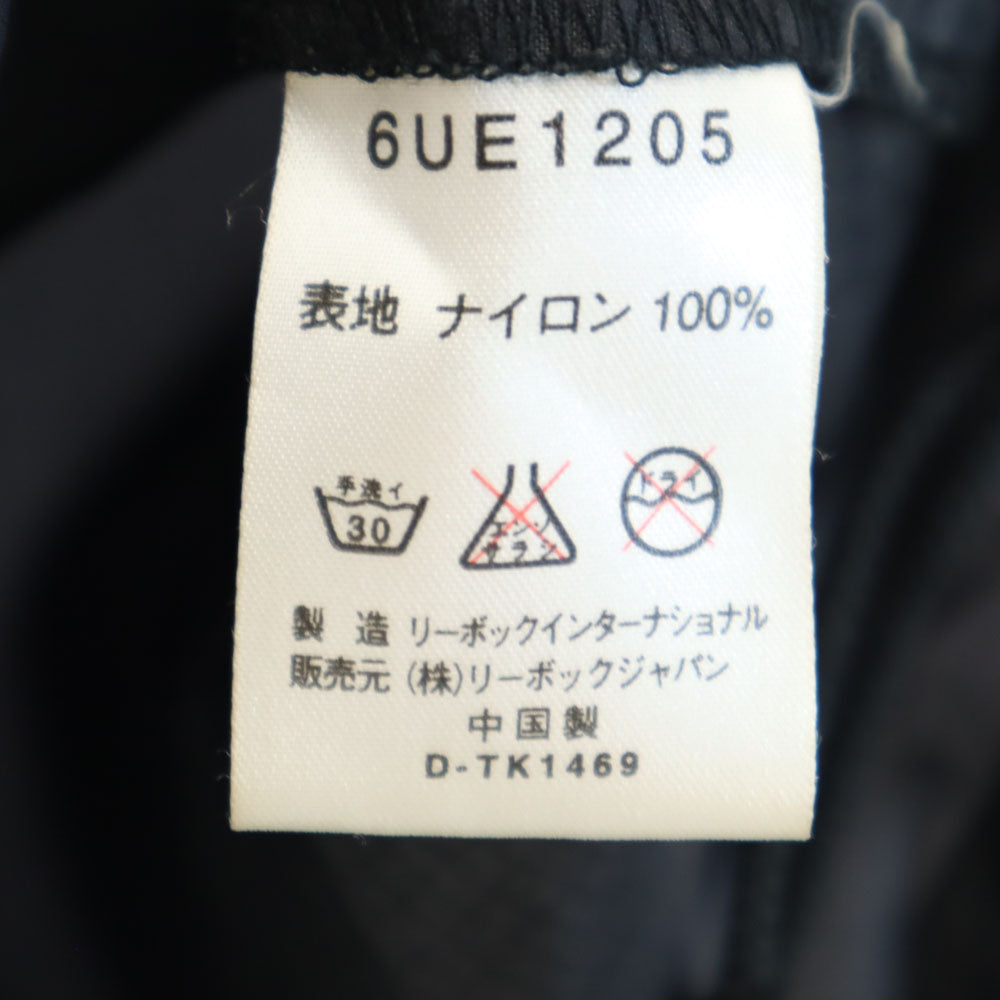 6UE1205
表地 ナイロン 100%
手洗イ
30
エンソ
サラシ
ドライ
製 造 リーボックインターナショナル
販売元 (株)リーボックジャパン
中国製
D-TK1469